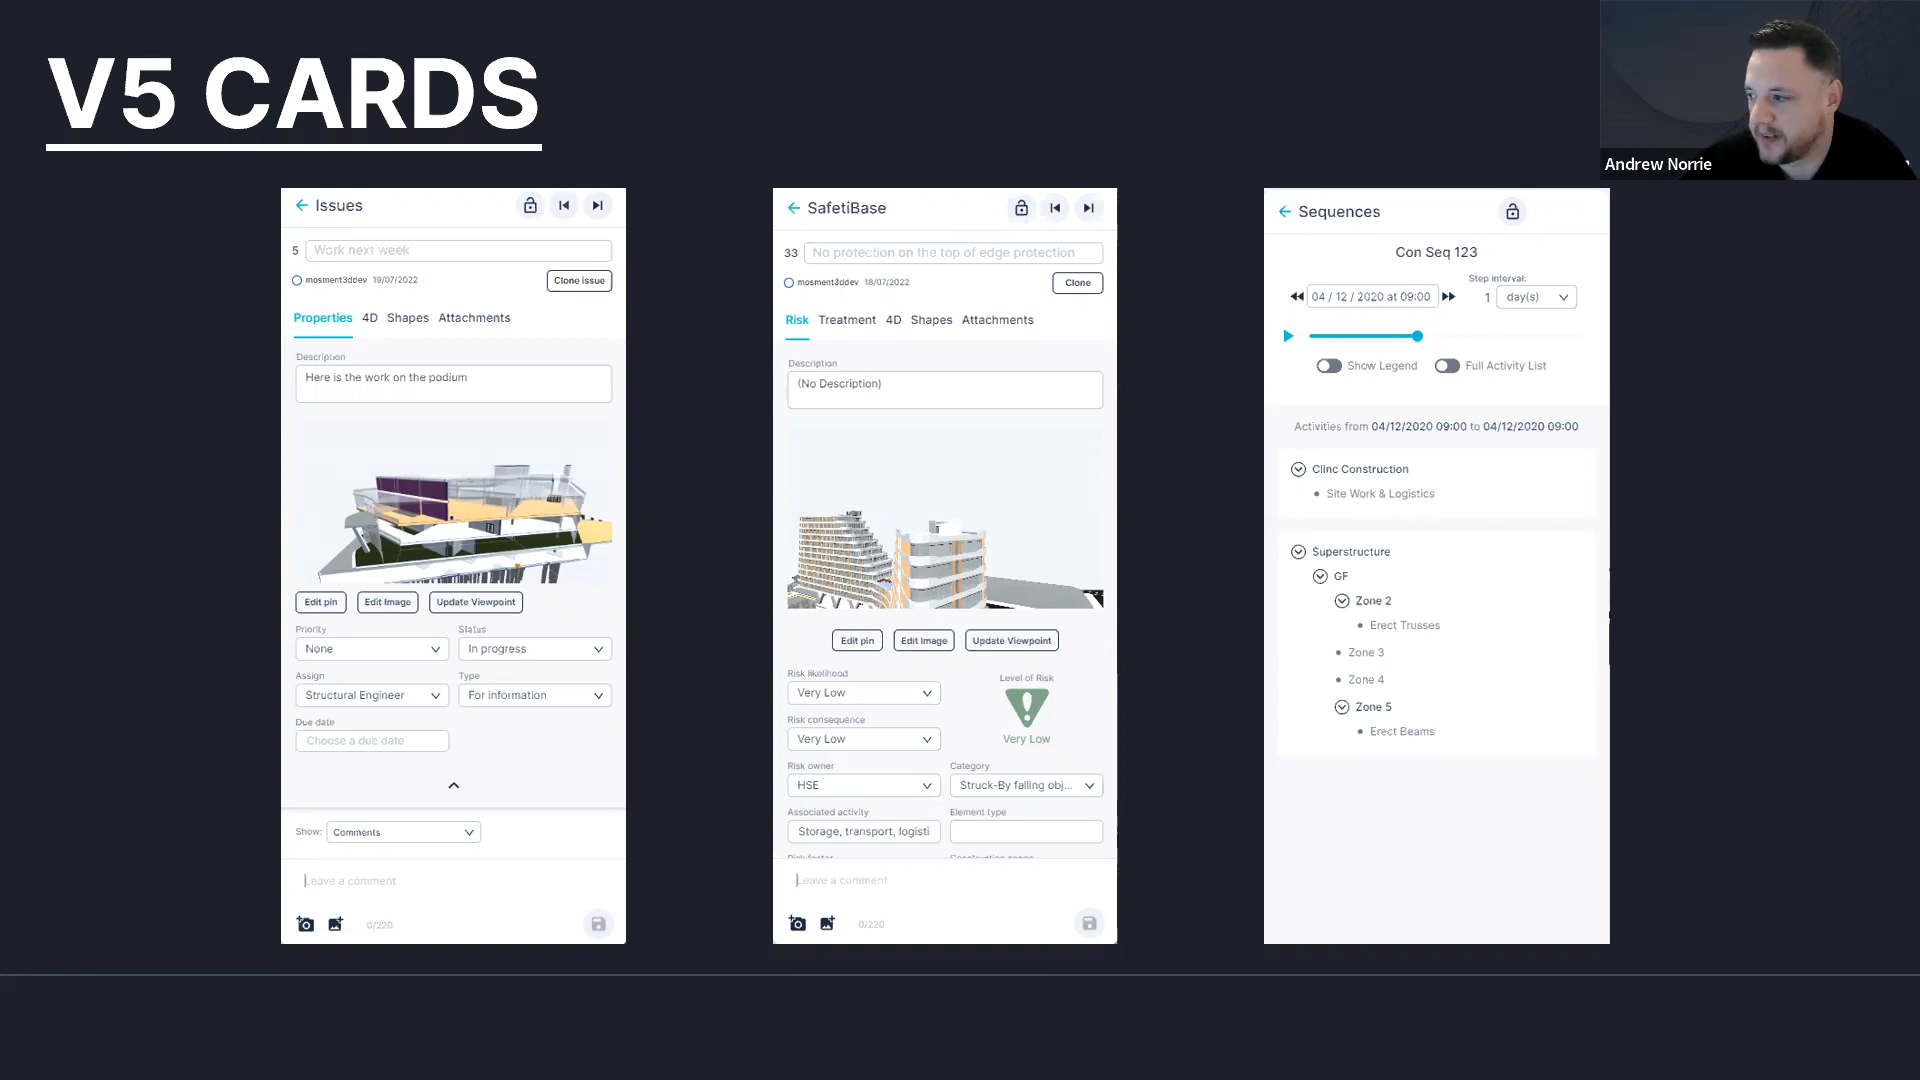 V5 CARDS
Andrew Norrie
Issues
5 Work next week
mosment3ddev 19/07/2022 Clone issue
Properties 4D Shapes Attachments
Description
Here is the work on the podium
Edit pin Edit Image Update Viewpoint
Priority Status
None In progress
Assign Type
Structural Engineer For information
Due date
Choose a due date
Show: Comments
Leave a comment
0/220
SafetiBase
33 No protection on the top of edge protection
mosment3ddev 18/07/2022 Clone
Risk Treatment 4D Shapes Attachments
Description
(No Description)
Edit pin Edit Image Update Viewpoint
Risk likelihood Level of Risk
Very Low
Risk consequence
Very Low Very Low
Risk owner Category
HSE Struck-By falling obj...
Associated activity Element type
Storage, transport, logisti
Leave a comment
0/220
Sequences
Con Seq 123
Step interval:
04 / 12 / 2020 at 09:00 1 day(s)
Show Legend Full Activity List
Activities from 04/12/2020 09:00 to 04/12/2020 09:00
Clinc Construction
Site Work & Logistics
Superstructure
GF
Zone 2
Erect Trusses
Zone 3
Zone 4
Zone 5
Erect Beams